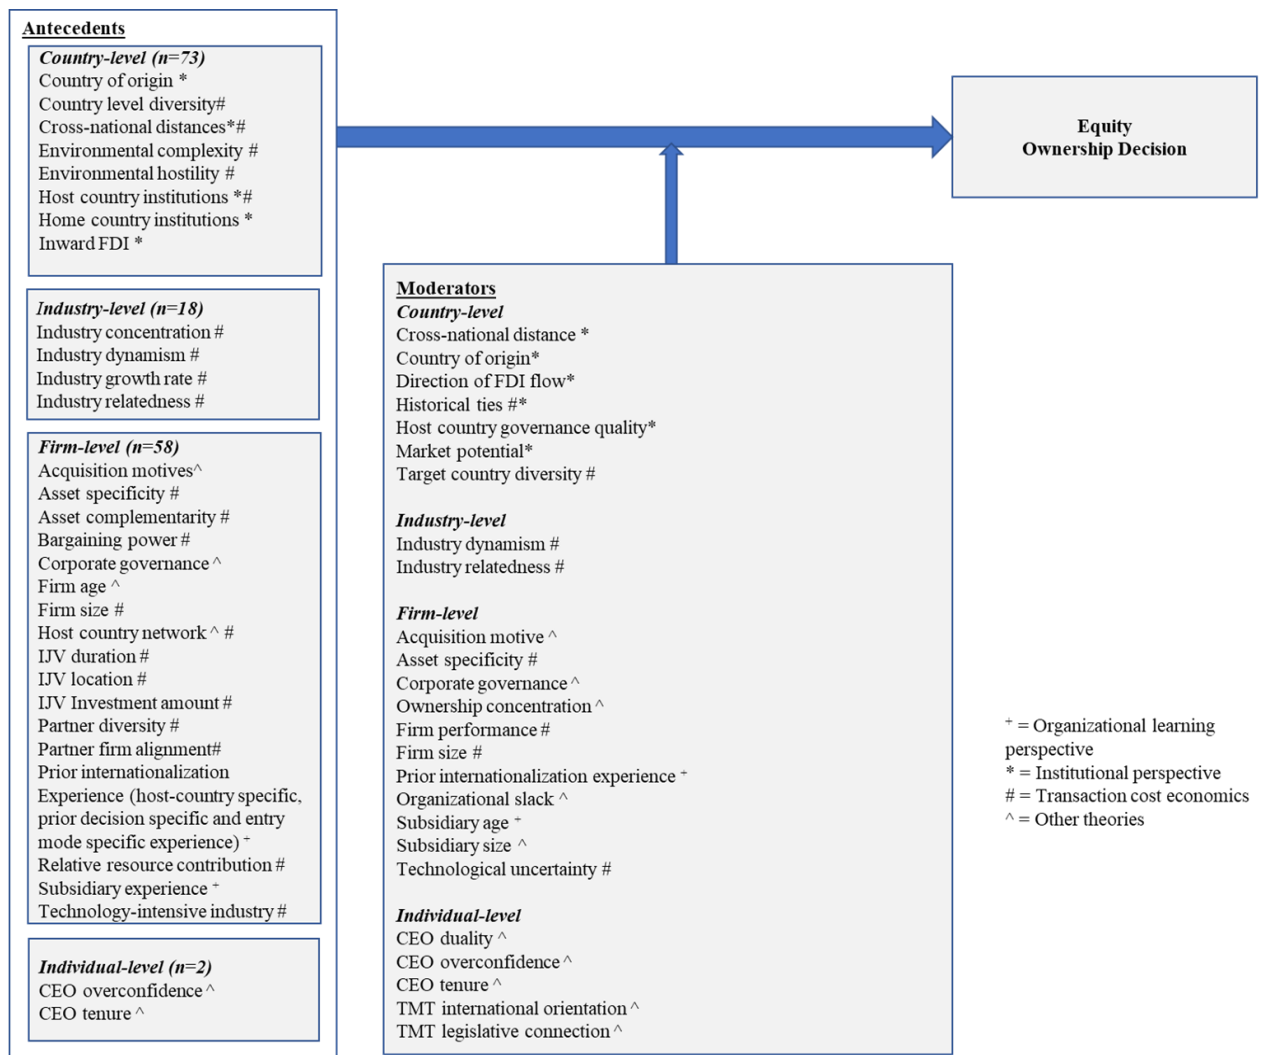 Antecedents
Country-level (n=73)
Country of origin *
Country level diversity#
Cross-national distances*#
Environmental complexity #
Environmental hostility #
Host country institutions *#
Home country institutions *
Inward FDI *
Industry-level (n=18)
Industry concentration #
Industry dynamism #
Industry growth rate #
Industry relatedness #
Firm-level (n=58)
Acquisition motives^
Asset specificity #
Asset complementarity #
Bargaining power #
Corporate governance ^
Firm age ^
Firm size #
Host country network ^ #
IJV duration #
IJV location #
IJV Investment amount #
Partner diversity #
Partner firm alignment#
Prior internationalization
Experience (host-country specific,
prior decision specific and entry
mode specific experience) +
Relative resource contribution #
Subsidiary experience +
Technology-intensive industry #
Individual-level (n=2)
CEO overconfidence ^
CEO tenure ^
Equity
Ownership Decision
Moderators
Country-level
Cross-national distance *
Country of origin*
Direction of FDI flow*
Historical ties #*
Host country governance quality*
Market potential*
Target country diversity #
Industry-level
Industry dynamism #
Industry relatedness #
Firm-level
Acquisition motive ^
Asset specificity #
Corporate governance ^
Ownership concentration ^
Firm performance #
Firm size #
Prior internationalization experience +
Organizational slack ^
Subsidiary age +
Subsidiary size ^
Technological uncertainty #
Individual-level
CEO duality ^
CEO overconfidence ^
CEO tenure ^
TMT international orientation ^
TMT legislative connection ^
+ = Organizational learning
perspective
* = Institutional perspective
# = Transaction cost economics
^ = Other theories